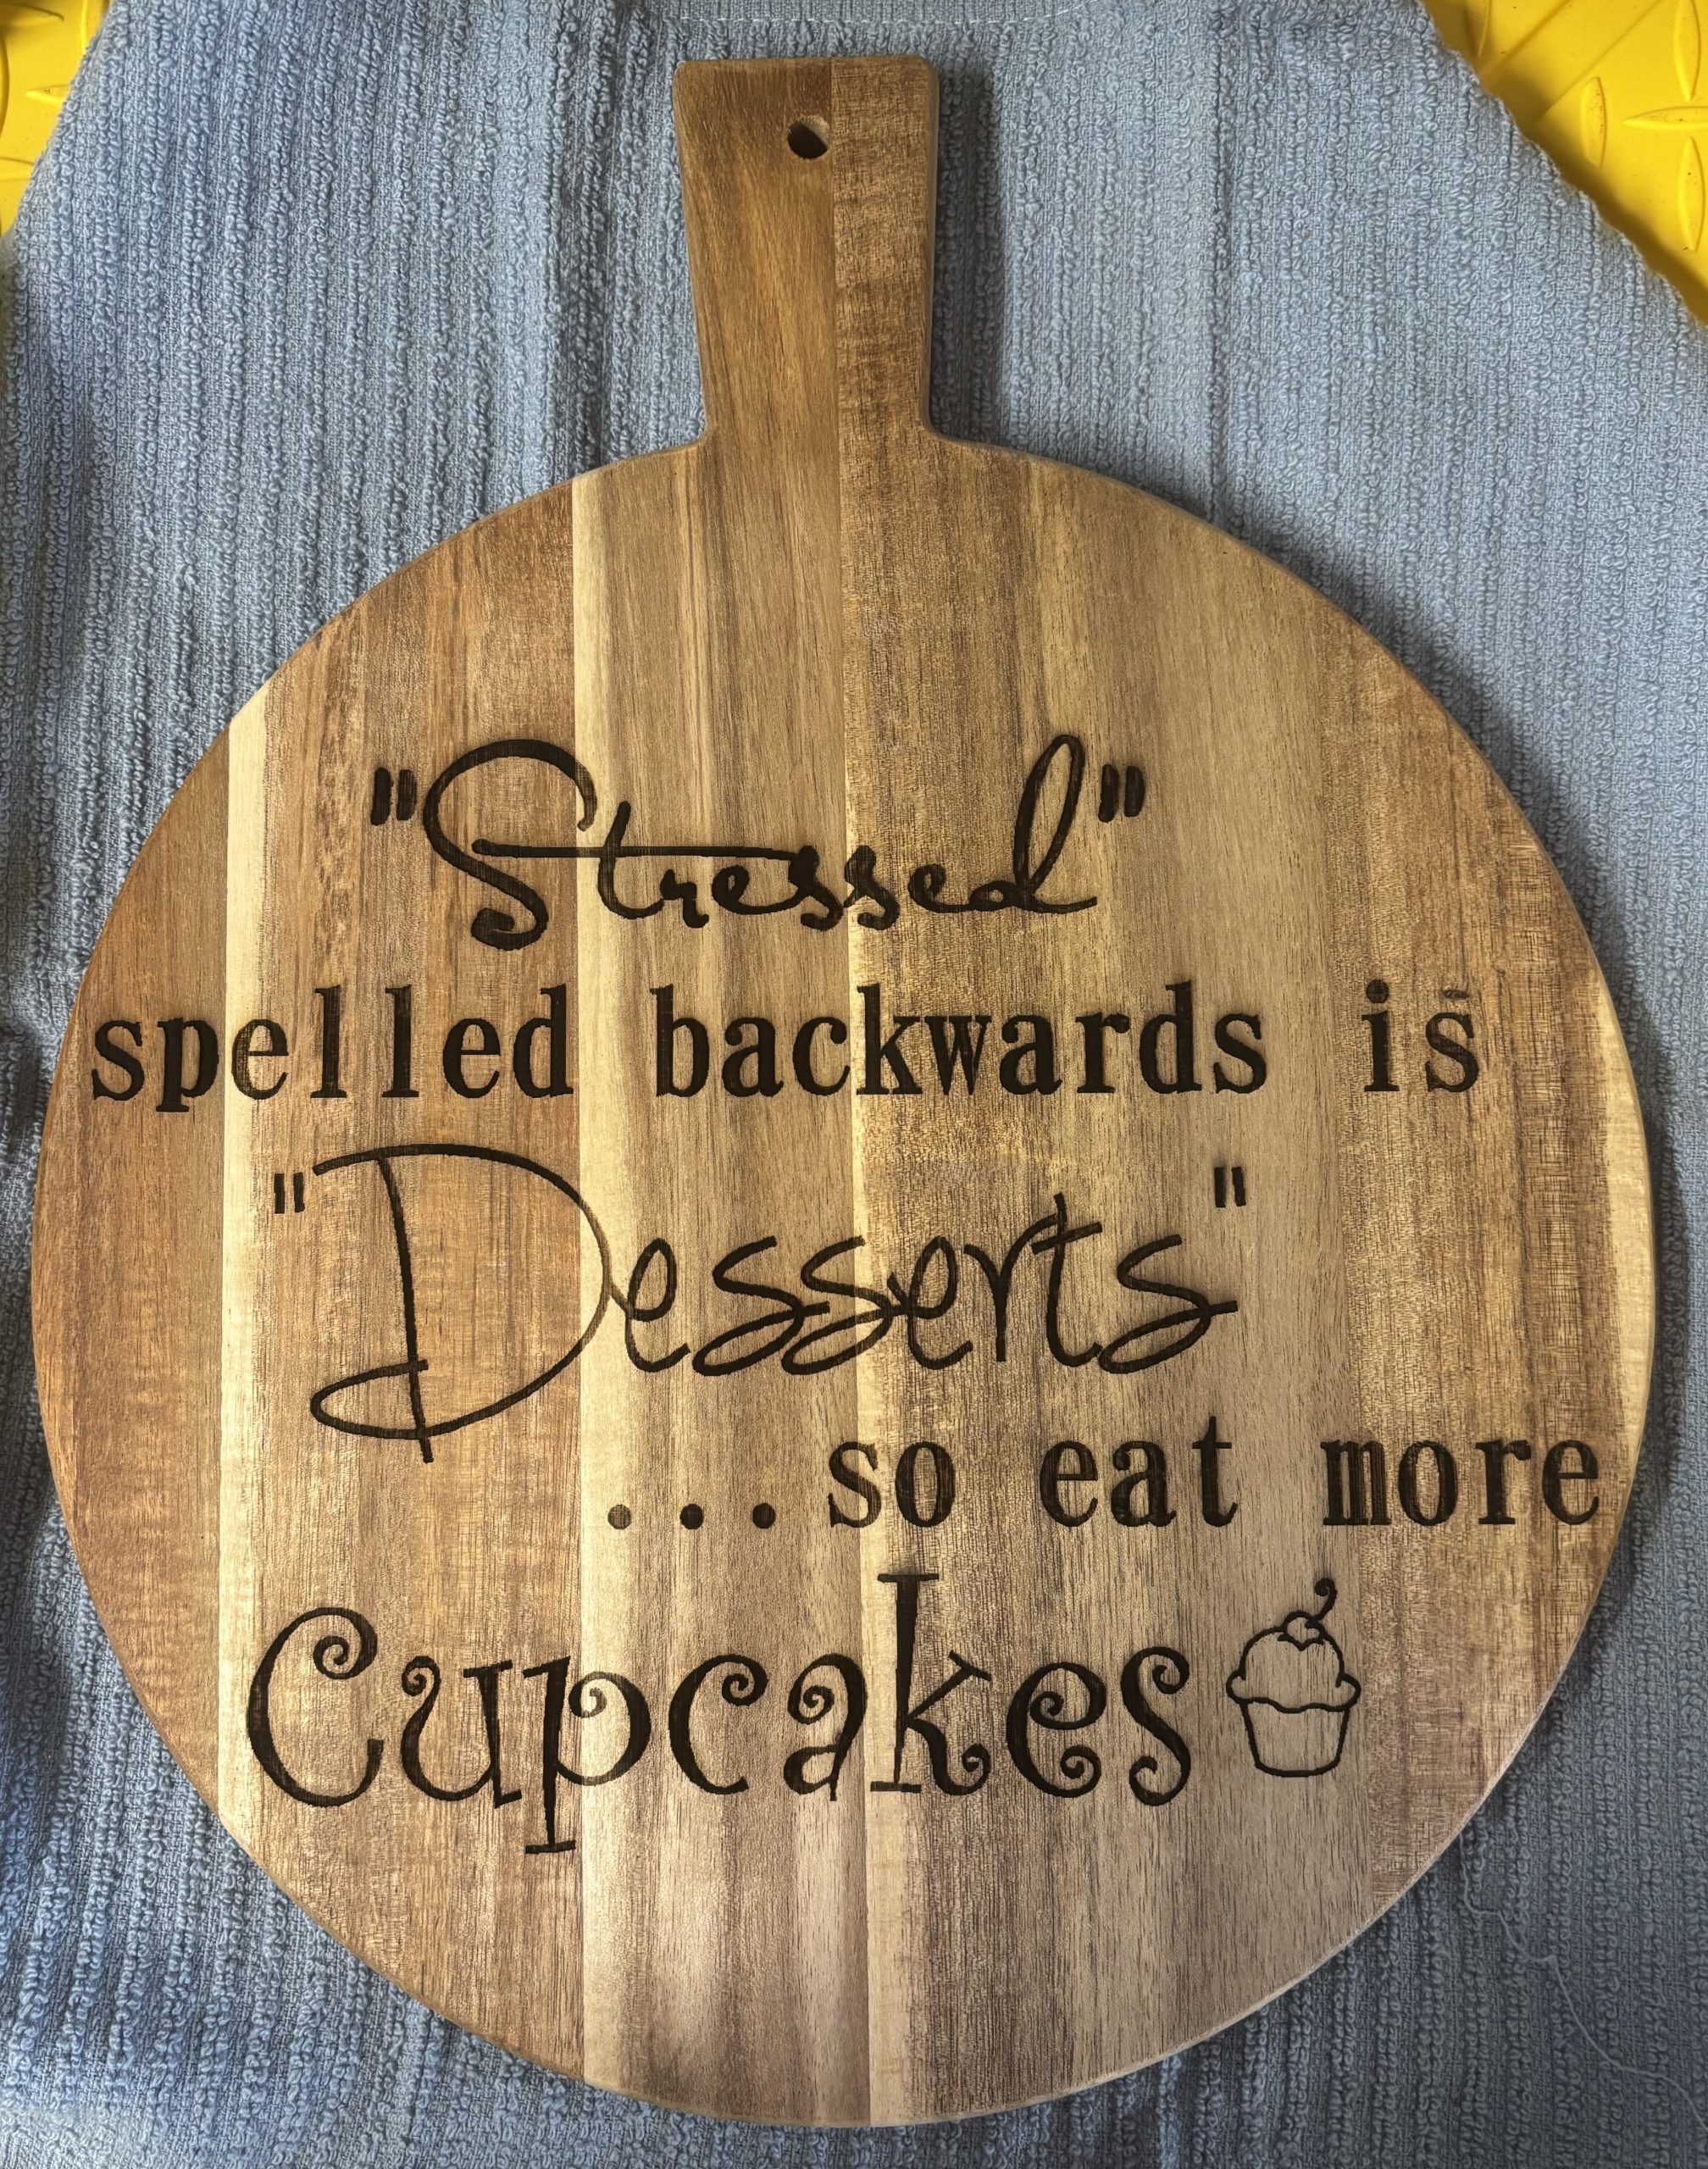 "Stressed"
spelled backwards is
"Desserts"
...so eat more
Cupcakes